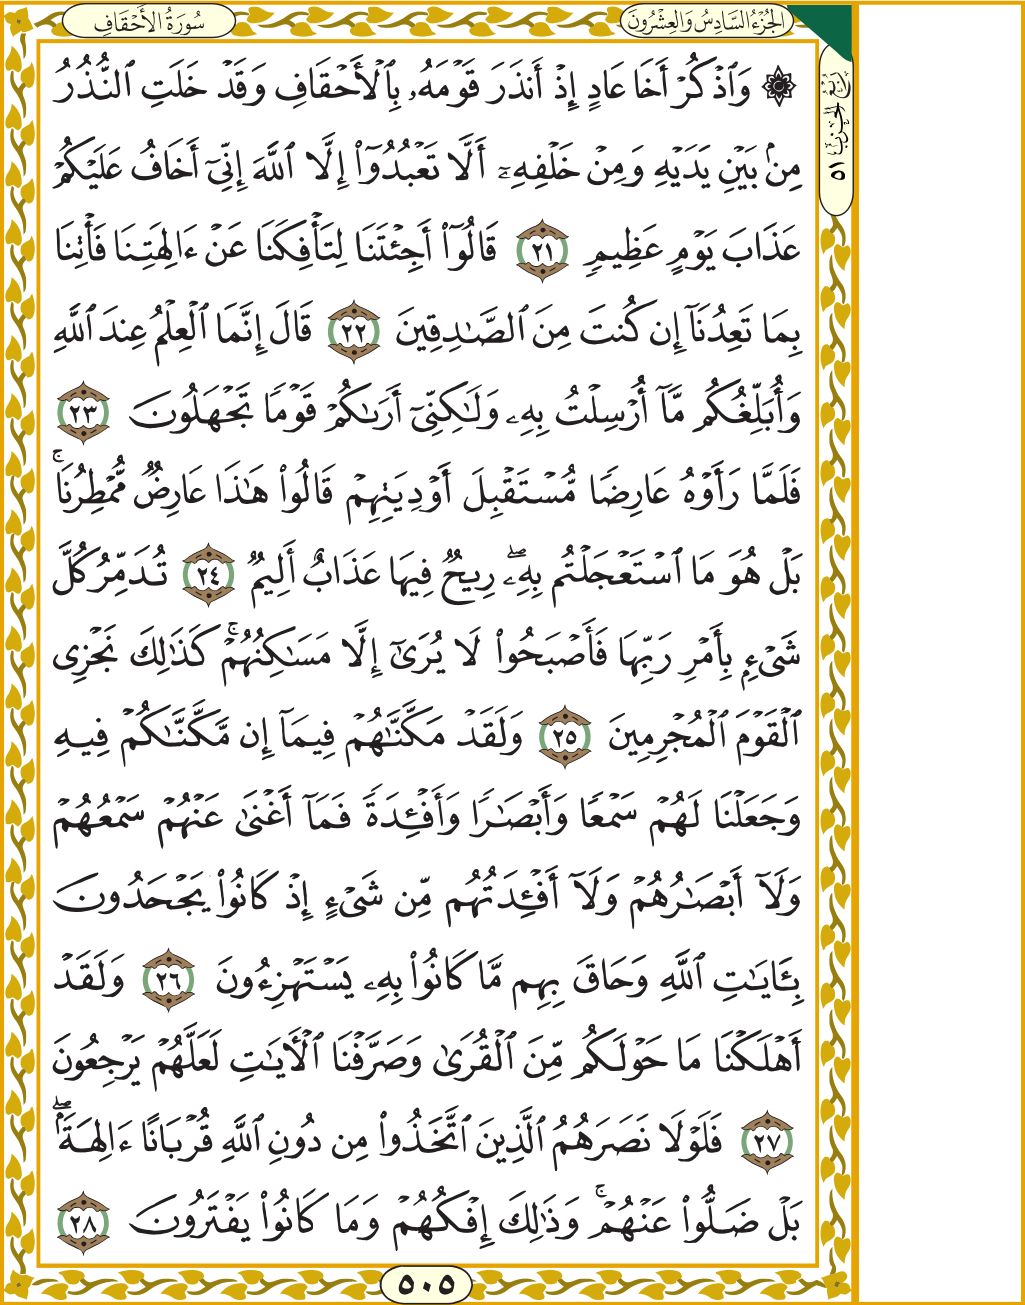 سُورَةُ الأَحْقَافِ
الجُزْءُ السَّادِسُ وَالعِشْرُونَ
۞ وَٱذْكُرْ أَخَا عَادٍ إِذْ أَنذَرَ قَوْمَهُۥ بِٱلْأَحْقَافِ وَقَدْ خَلَتِ ٱلنُّذُرُ
مِنۢ بَيْنِ يَدَيْهِ وَمِنْ خَلْفِهِۦٓ أَلَّا تَعْبُدُوٓا۟ إِلَّا ٱللَّهَ إِنِّىٓ أَخَافُ عَلَيْكُمْ
عَذَابَ يَوْمٍ عَظِيمٍ ٢١ قَالُوٓا۟ أَجِئْتَنَا لِتَأْفِكَنَا عَنْ ءَالِهَتِنَا فَأْتِنَا
بِمَا تَعِدُنَآ إِن كُنتَ مِنَ ٱلصَّـٰدِقِينَ ٢٢ قَالَ إِنَّمَا ٱلْعِلْمُ عِندَ ٱللَّهِ
وَأُبَلِّغُكُم مَّآ أُرْسِلْتُ بِهِۦ وَلَـٰكِنِّىٓ أَرَىٰكُمْ قَوْمًا تَجْهَلُونَ ٢٣
فَلَمَّا رَأَوْهُ عَارِضًا مُّسْتَقْبِلَ أَوْدِيَتِهِمْ قَالُوا۟ هَـٰذَا عَارِضٌ مُّمْطِرُنَا ۚ
بَلْ هُوَ مَا ٱسْتَعْجَلْتُم بِهِۦ ۖ رِيحٌ فِيهَا عَذَابٌ أَلِيمٌ ٢٤ تُدَمِّرُ كُلَّ
شَىْءٍۭ بِأَمْرِ رَبِّهَا فَأَصْبَحُوا۟ لَا يُرَىٰٓ إِلَّا مَسَـٰكِنُهُمْ ۚ كَذَٰلِكَ نَجْزِى
ٱلْقَوْمَ ٱلْمُجْرِمِينَ ٢٥ وَلَقَدْ مَكَّنَّـٰهُمْ فِيمَآ إِن مَّكَّنَّـٰكُمْ فِيهِ
وَجَعَلْنَا لَهُمْ سَمْعًا وَأَبْصَـٰرًا وَأَفْـِٔدَةً فَمَآ أَغْنَىٰ عَنْهُمْ سَمْعُهُمْ
وَلَآ أَبْصَـٰرُهُمْ وَلَآ أَفْـِٔدَتُهُم مِّن شَىْءٍ إِذْ كَانُوا۟ يَجْحَدُونَ
بِـَٔايَـٰتِ ٱللَّهِ وَحَاقَ بِهِم مَّا كَانُوا۟ بِهِۦ يَسْتَهْزِءُونَ ٢٦ وَلَقَدْ
أَهْلَكْنَا مَا حَوْلَكُم مِّنَ ٱلْقُرَىٰ وَصَرَّفْنَا ٱلْـَٔايَـٰتِ لَعَلَّهُمْ يَرْجِعُونَ
٢٧ فَلَوْلَا نَصَرَهُمُ ٱلَّذِينَ ٱتَّخَذُوا۟ مِن دُونِ ٱللَّهِ قُرْبَانًا ءَالِهَةًۢ ۖ
بَلْ ضَلُّوا۟ عَنْهُمْ ۚ وَذَٰلِكَ إِفْكُهُمْ وَمَا كَانُوا۟ يَفْتَرُونَ ٢٨
٥٠٥
الحزب ٥١